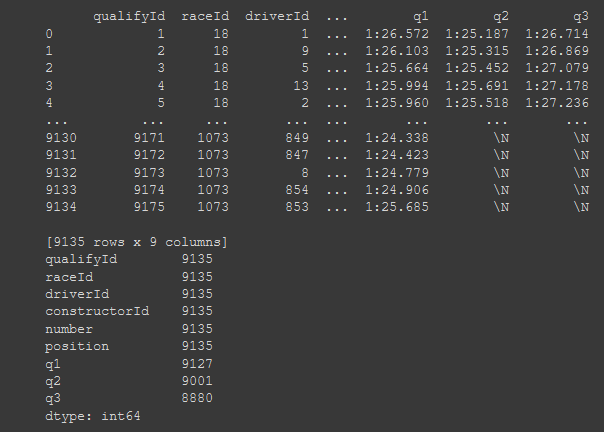 qualifyId raceId driverId ... q1 q2 q3
0 1 18 1 ... 1:26.572 1:25.187 1:26.714
1 2 18 9 ... 1:26.103 1:25.315 1:26.869
2 3 18 5 ... 1:25.664 1:25.452 1:27.079
3 4 18 13 ... 1:25.994 1:25.691 1:27.178
4 5 18 2 ... 1:25.960 1:25.518 1:27.236
... ... ... ... ... ... ... ...
9130 9171 1073 849 ... 1:24.338 \N \N
9131 9172 1073 847 ... 1:24.423 \N \N
9132 9173 1073 8 ... 1:24.779 \N \N
9133 9174 1073 854 ... 1:24.906 \N \N
9134 9175 1073 853 ... 1:25.685 \N \N
[9135 rows x 9 columns]
qualifyId 9135
raceId 9135
driverId 9135
constructorId 9135
number 9135
position 9135
q1 9127
q2 9001
q3 8880
dtype: int64